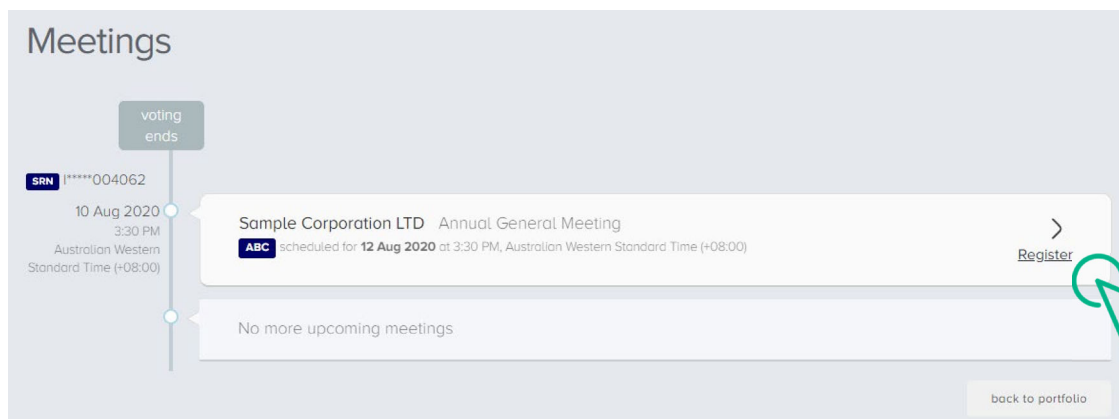 Meetings
voting
ends
SRN I*****004062
10 Aug 2020
3:30 PM
Australian Western
Standard Time (+08:00)
Sample Corporation LTD Annual General Meeting
ABC scheduled for 12 Aug 2020 at 3:30 PM, Australian Western Standard Time (+08:00)
Register
No more upcoming meetings
back to portfolio